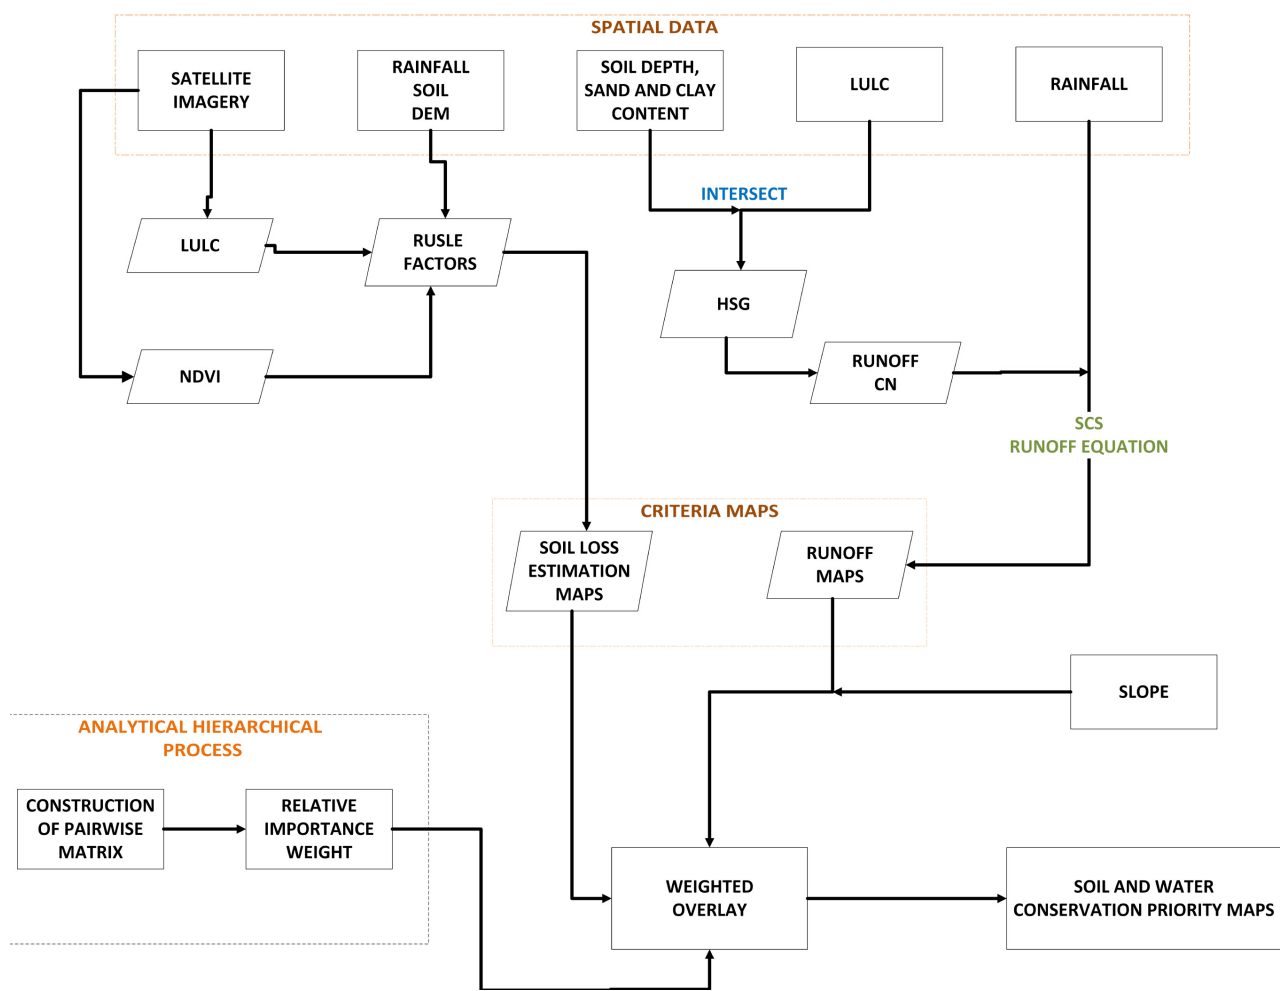 SPATIAL DATA
SATELLITE
IMAGERY
RAINFALL
SOIL
DEM
SOIL DEPTH,
SAND AND CLAY
CONTENT
LULC
RAINFALL
INTERSECT
LULC
RUSLE
FACTORS
HSG
NDVI
RUNOFF
CN
SCS
RUNOFF EQUATION
CRITERIA MAPS
SOIL LOSS
ESTIMATION
MAPS
RUNOFF
MAPS
SLOPE
ANALYTICAL HIERARCHICAL
PROCESS
CONSTRUCTION
OF PAIRWISE
MATRIX
RELATIVE
IMPORTANCE
WEIGHT
WEIGHTED
OVERLAY
SOIL AND WATER
CONSERVATION PRIORITY MAPS